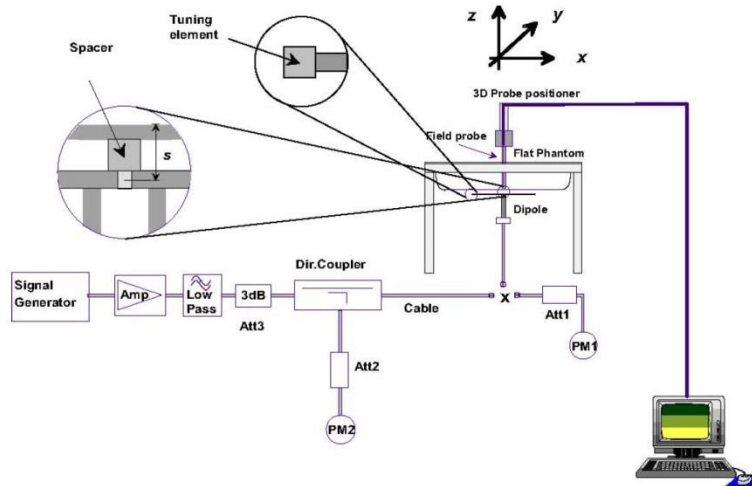 Tuning
element
Spacer
s
z
y
x
3D Probe positioner
Field probe
Flat Phantom
Dipole
Dir.Coupler
Signal
Generator
Amp
Low
Pass
3dB
Att3
Cable
x
Att1
PM1
Att2
PM2